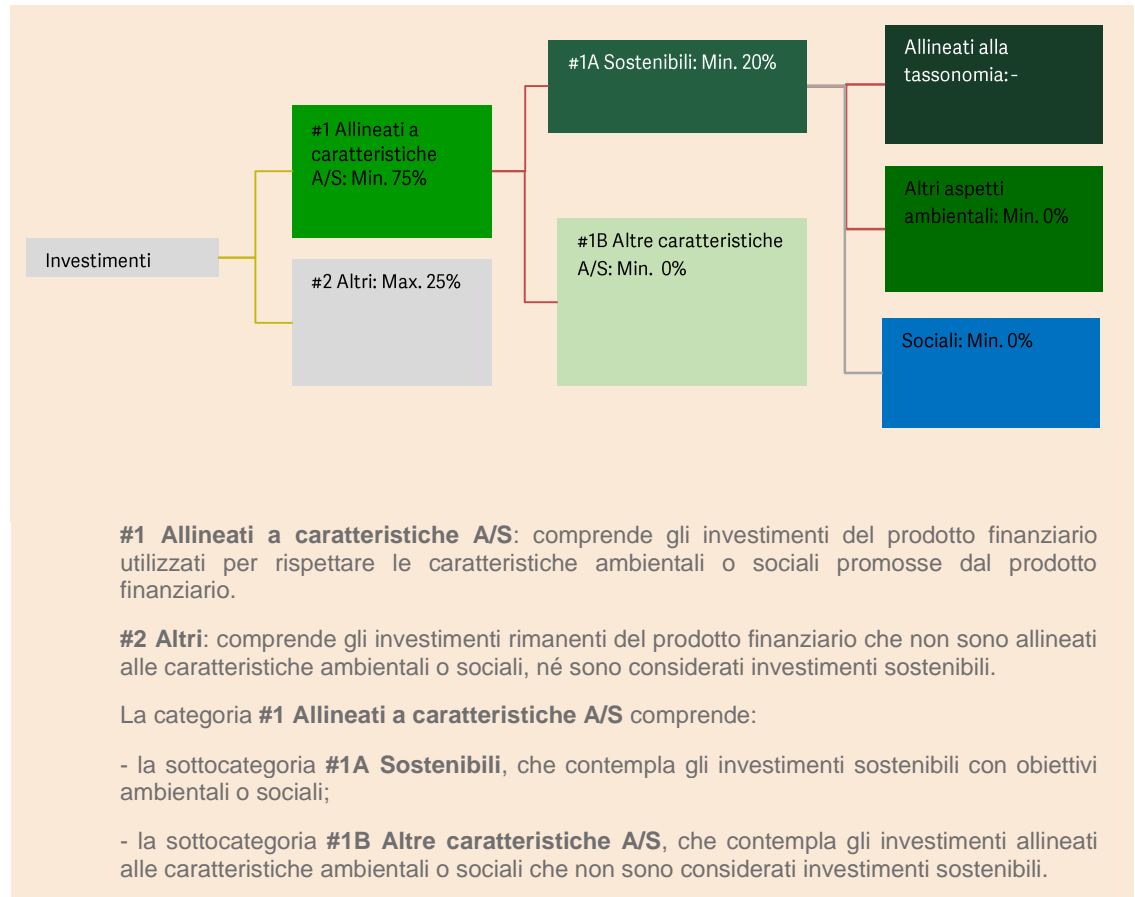 Investimenti
#1 Allineati a
caratteristiche
A/S: Min. 75%
#2 Altri: Max. 25%
#1A Sostenibili: Min. 20%
#1B Altre caratteristiche
A/S: Min. 0%
Allineati alla
tassonomia:-
Altri aspetti
ambientali: Min. 0%
Sociali: Min. 0%
#1 Allineati a caratteristiche A/S: comprende gli investimenti del prodotto finanziario
utilizzati per rispettare le caratteristiche ambientali o sociali promosse dal prodotto
finanziario.
#2 Altri: comprende gli investimenti rimanenti del prodotto finanziario che non sono allineati
alle caratteristiche ambientali o sociali, né sono considerati investimenti sostenibili.
La categoria #1 Allineati a caratteristiche A/S comprende:
- la sottocategoria #1A Sostenibili, che contempla gli investimenti sostenibili con obiettivi
ambientali o sociali;
- la sottocategoria #1B Altre caratteristiche A/S, che contempla gli investimenti allineati
alle caratteristiche ambientali o sociali che non sono considerati investimenti sostenibili.